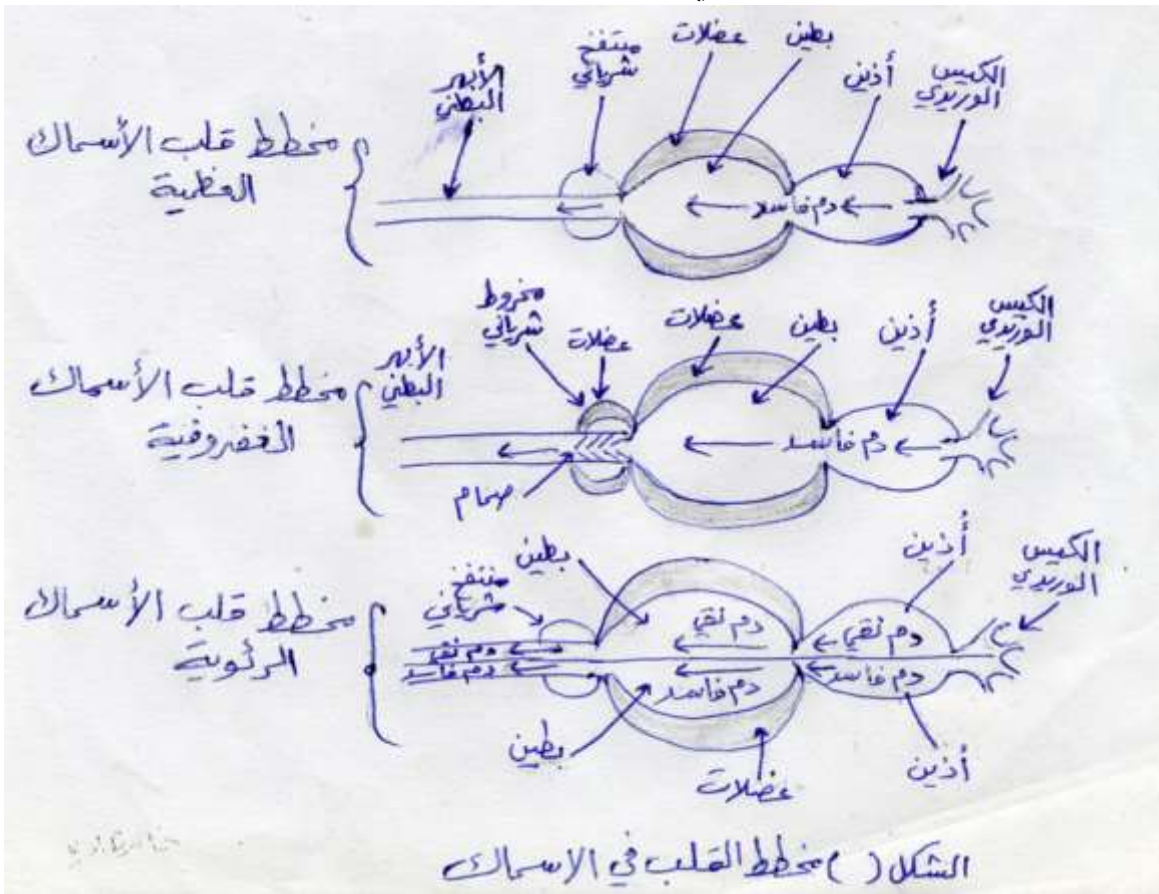 مخطط قلب الأسماك
العظمية
الكيس
الوريدي
أذين
بطين
عضلات
منتفخ
شرياني
الأبهر
البطني
دم فاسد
مخطط قلب الأسماك
الغضروفية
الكيس
الوريدي
أذين
بطين
عضلات
عضلات
مخروط
شرياني
الأبهر
البطني
دم فاسد
صمام
مخطط قلب الأسماك
الرئوية
الكيس
الوريدي
أذين
بطين
منتفخ
شرياني
دم نقي
دم نقي
دم نقي
دم فاسد
دم فاسد
دم فاسد
أذين
عضلات
بطين
الشكل ( ) مخطط القلب في الاسماك